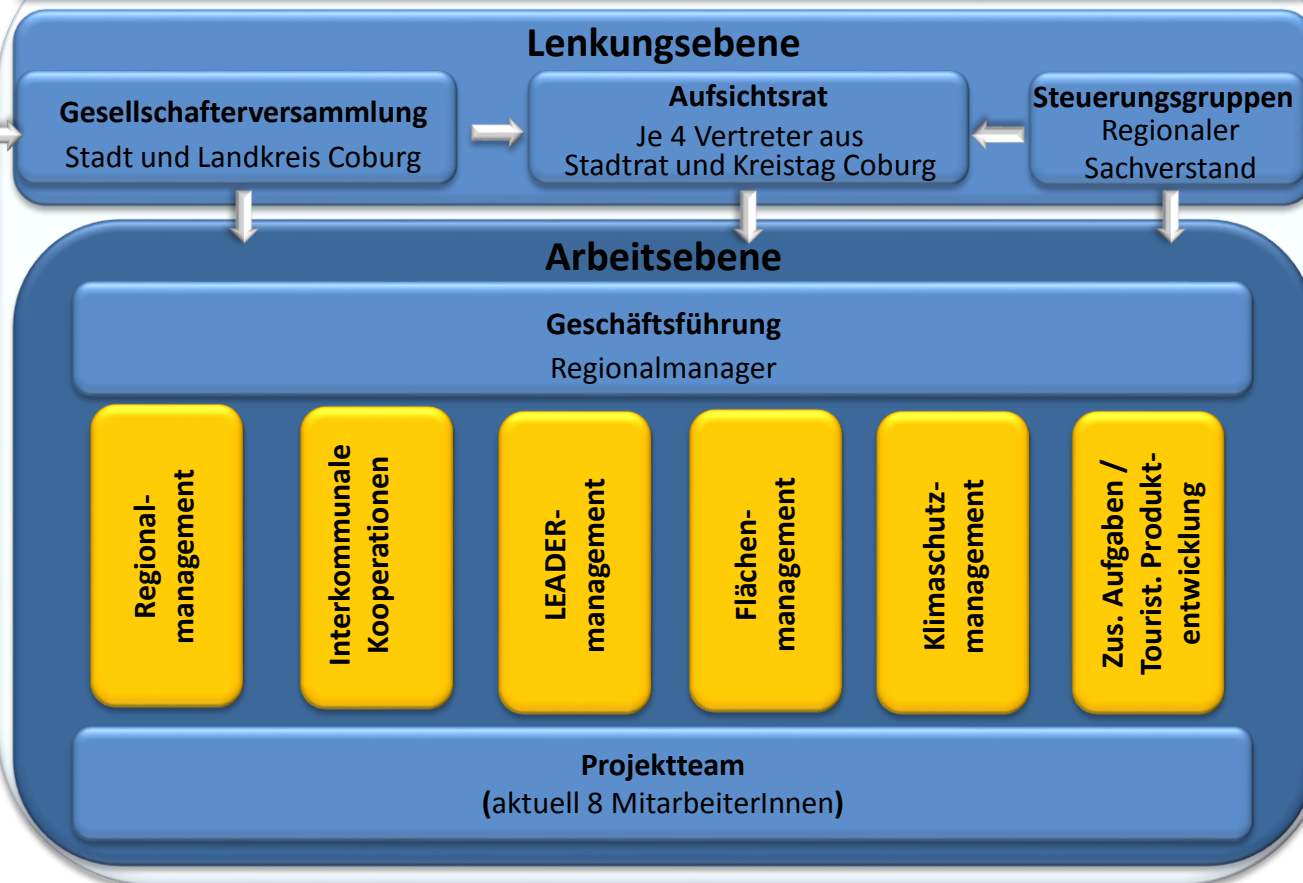 Lenkungsebene
Gesellschafterversammlung
Stadt und Landkreis Coburg
Aufsichtsrat
Je 4 Vertreter aus
Stadtrat und Kreistag Coburg
Steuerungsgruppen
Regionaler
Sachverstand
Arbeitsebene
Geschäftsführung
Regionalmanager
Regional-
management
Interkommunale
Kooperationen
LEADER-
management
Flächen-
management
Klimaschutz-
management
Zus. Aufgaben /
Tourist. Produkt-
entwicklung
Projektteam
(aktuell 8 MitarbeiterInnen)